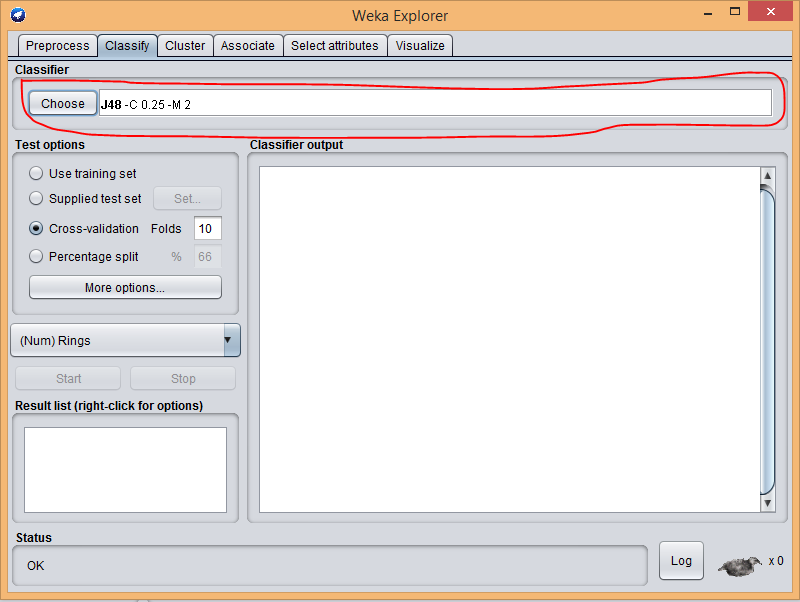 Weka Explorer
Preprocess Classify Cluster Associate Select attributes Visualize
Classifier
Choose J48 -C 0.25 -M 2
Test options
Use training set
Supplied test set Set...
Cross-validation Folds 10
Percentage split % 66
More options...
(Num) Rings
Start Stop
Result list (right-click for options)
Classifier output
Status
OK
Log x 0